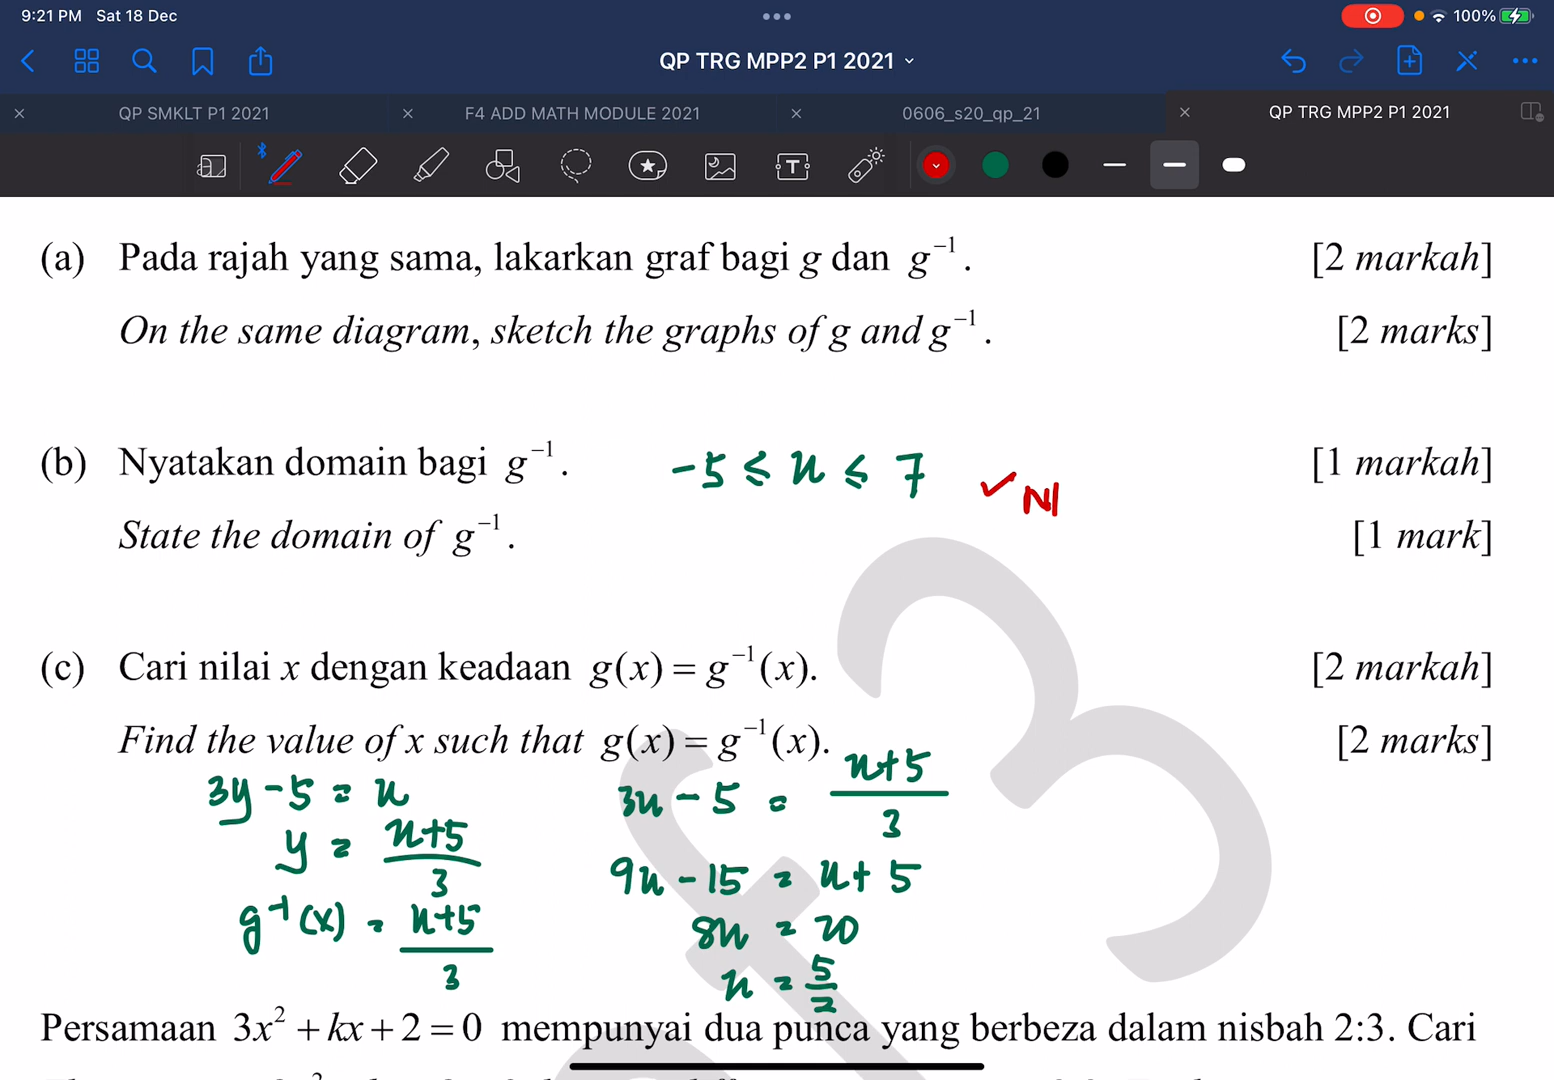 9:21 PM Sat 18 Dec
100%
QP TRG MPP2 P1 2021
QP SMKLT P1 2021
F4 ADD MATH MODULE 2021
0606_s20_qp_21
QP TRG MPP2 P1 2021
(a) Pada rajah yang sama, lakarkan graf bagi g dan g⁻¹. [2 markah]
On the same diagram, sketch the graphs of g and g⁻¹. [2 marks]
(b) Nyatakan domain bagi g⁻¹. -5 ≤ x ≤ 7 ✓ N1 [1 markah]
State the domain of g⁻¹. [1 mark]
(c) Cari nilai x dengan keadaan g(x) = g⁻¹(x). [2 markah]
Find the value of x such that g(x) = g⁻¹(x). [2 marks]
3y - 5 = x
y = (x+5)/3
g⁻¹(x) = (x+5)/3
3x - 5 = (x+5)/3
9x - 15 = x + 5
8x = 20
x = 5/2
Persamaan 3x² + kx + 2 = 0 mempunyai dua punca yang berbeza dalam nisbah 2:3. Cari